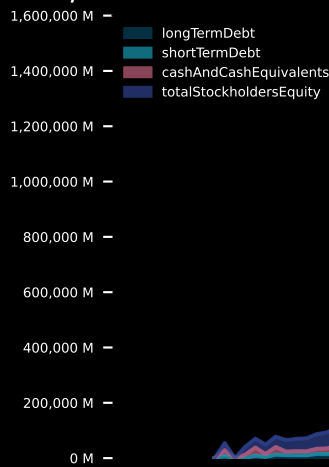 1,600,000 M
longTermDebt
shortTermDebt
1,400,000 M
cashAndCashEquivalents
totalStockholdersEquity
1,200,000 M
1,000,000 M
800,000 M
600,000 M
400,000 M
200,000 M
0 M